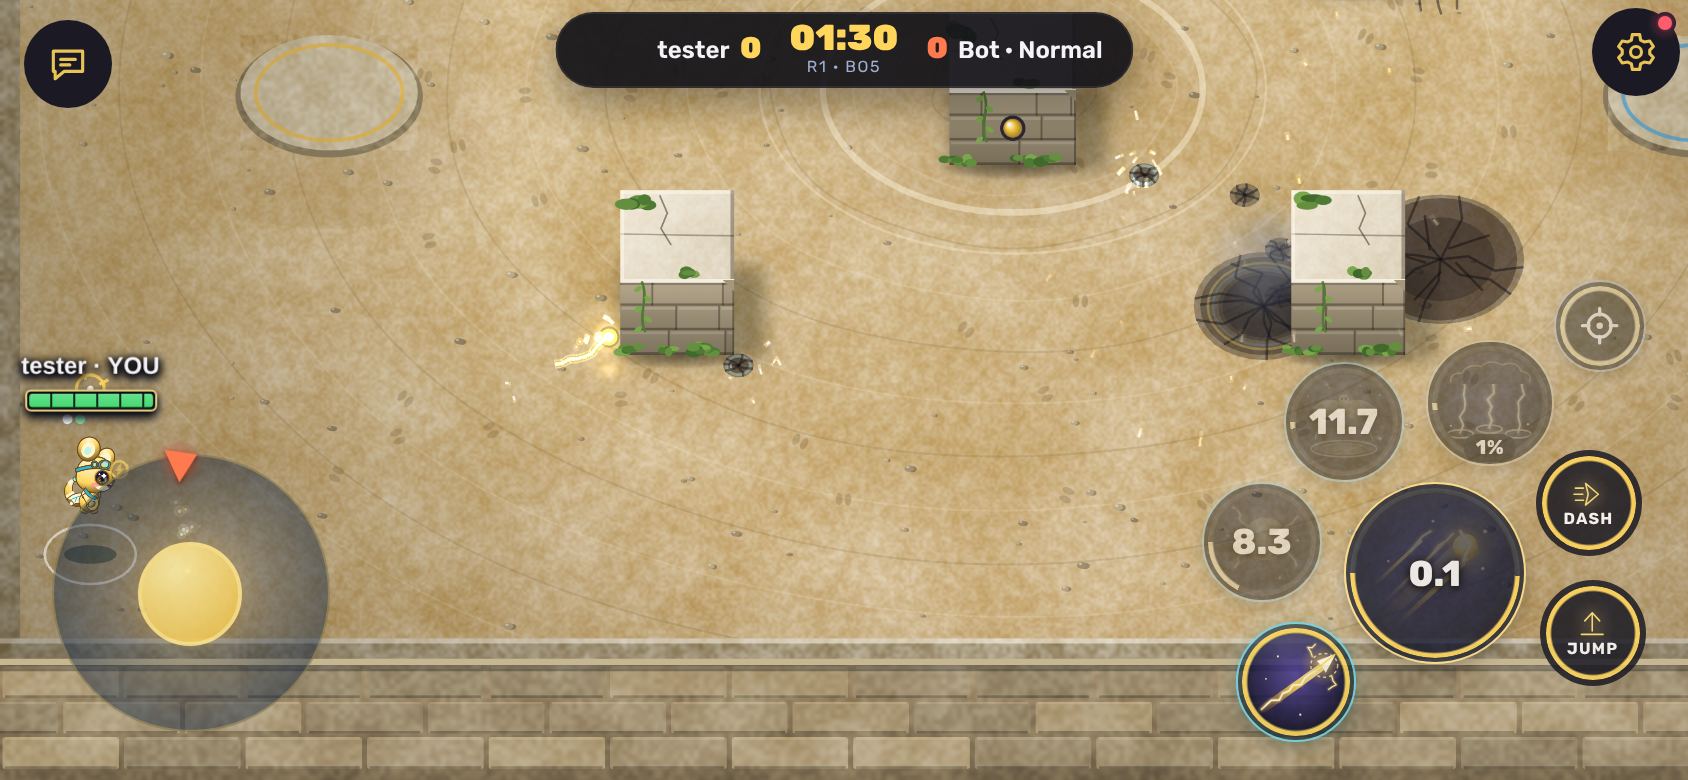 tester 0 01:30 0 Bot • Normal
R1 • BO5
tester · YOU
11.7
1%
DASH
8.3
0.1
JUMP